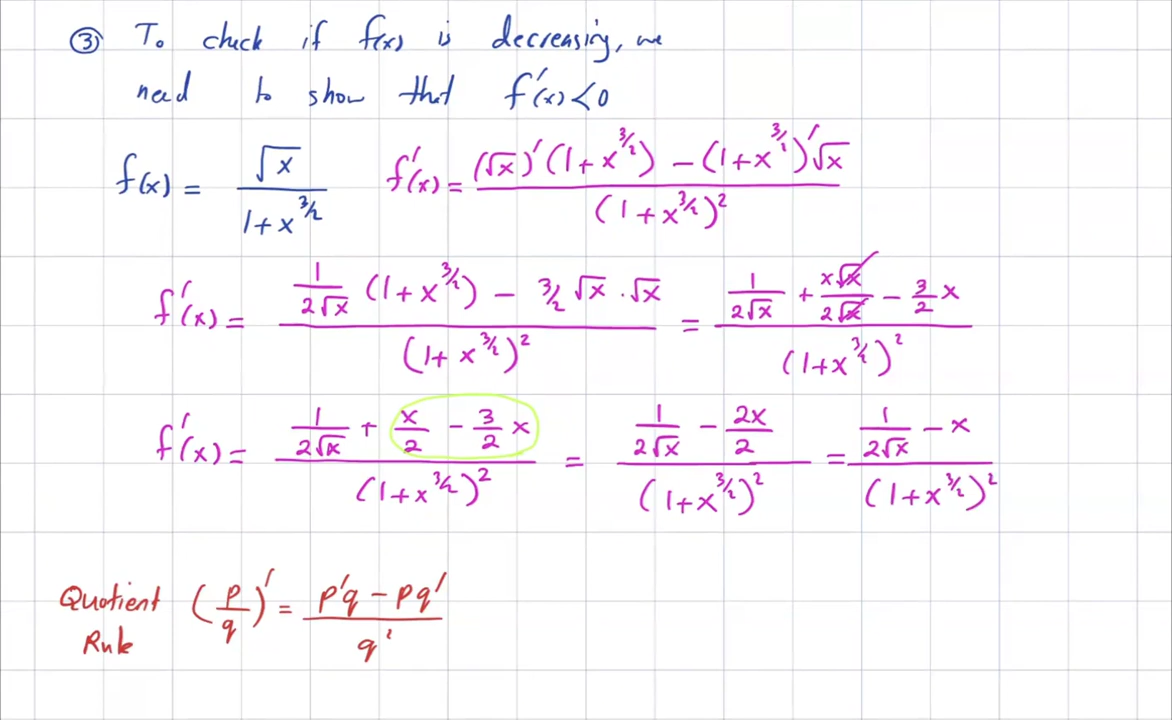 ③ To check if f(x) is decreasing, we
need to show that f'(x)<0
f(x) = √x / (1+x^(3/2))   f'(x) = ((√x)'(1+x^(3/2)) − (1+x^(3/2))'√x) / (1+x^(3/2))²
f'(x) = (1/(2√x) (1+x^(3/2)) − 3/2 √x · √x) / (1+x^(3/2))² = (1/(2√x) + x√x/(2√x) − 3/2 x) / (1+x^(3/2))²
f'(x) = (1/(2√x) + x/2 − 3/2 x) / (1+x^(3/2))² = (1/(2√x) − 2x/2) / (1+x^(3/2))² = (1/(2√x) − x) / (1+x^(3/2))²
Quotient Rule (p/q)' = (p'q − pq') / q²